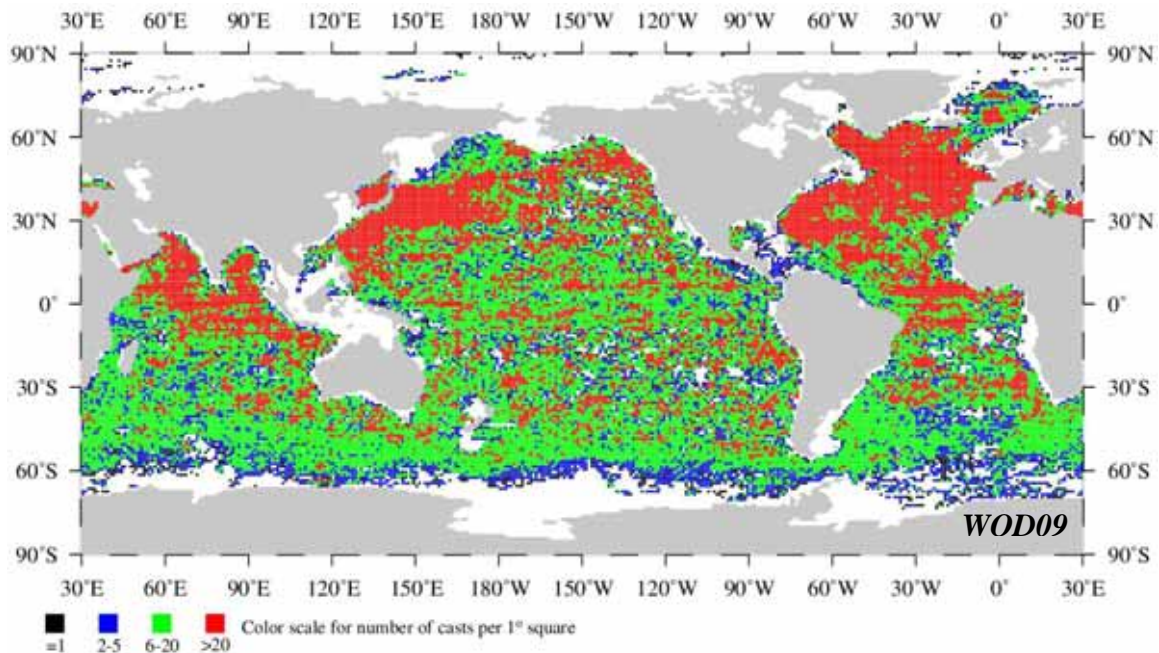 30˚E 60˚E 90˚E 120˚E 150˚E 180˚W 150˚W 120˚W 90˚W 60˚W 30˚W 0˚ 30˚E
90˚N 90˚N
60˚N 60˚N
30˚N 30˚N
0˚ 0˚
30˚S 30˚S
60˚S 60˚S
WOD09
90˚S 90˚S
30˚E 60˚E 90˚E 120˚E 150˚E 180˚W 150˚W 120˚W 90˚W 60˚W 30˚W 0˚ 30˚E
Color scale for number of casts per 1º square
=1 2-5 6-20 >20